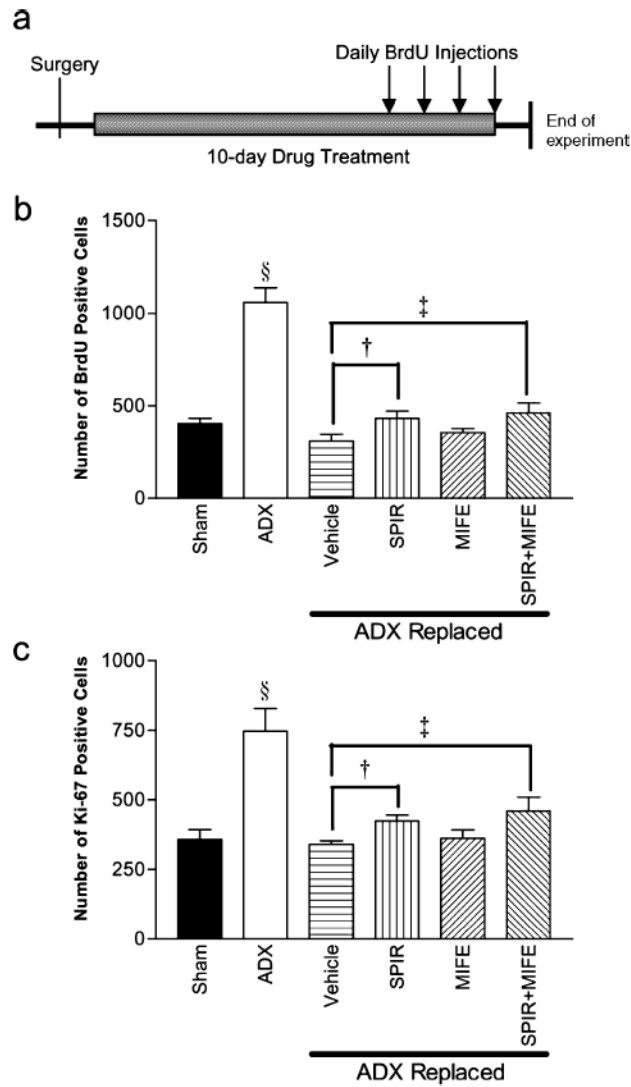 a
Surgery
Daily BrdU Injections
10-day Drug Treatment
End of
experiment
b
Number of BrdU Positive Cells
1500
1000
500
0
§
†
‡
Sham
ADX
Vehicle
SPIR
MIFE
SPIR+MIFE
ADX Replaced
c
Number of Ki-67 Positive Cells
1000
750
500
250
0
§
†
‡
Sham
ADX
Vehicle
SPIR
MIFE
SPIR+MIFE
ADX Replaced